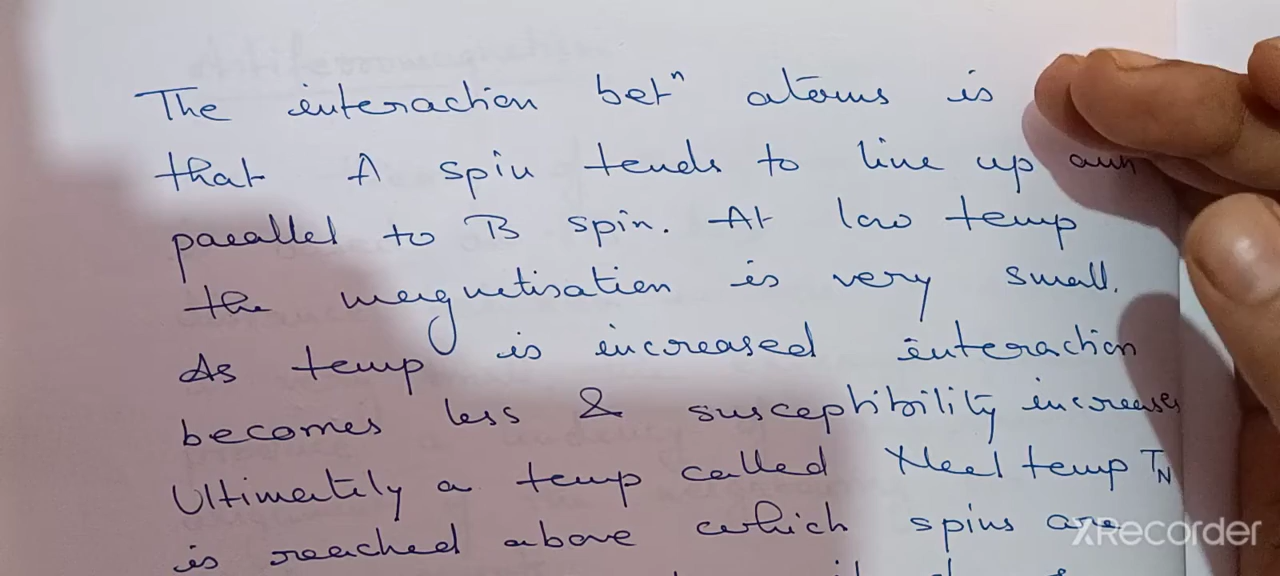 The interaction betⁿ atoms is
that A spin tends to line up
parallel to B spin. At low temp
the magnetisation is very small.
As temp is increased interaction
becomes less & susceptibility increases
Ultimately a temp called Neel temp T_N
is reached above which spins are
XRecorder